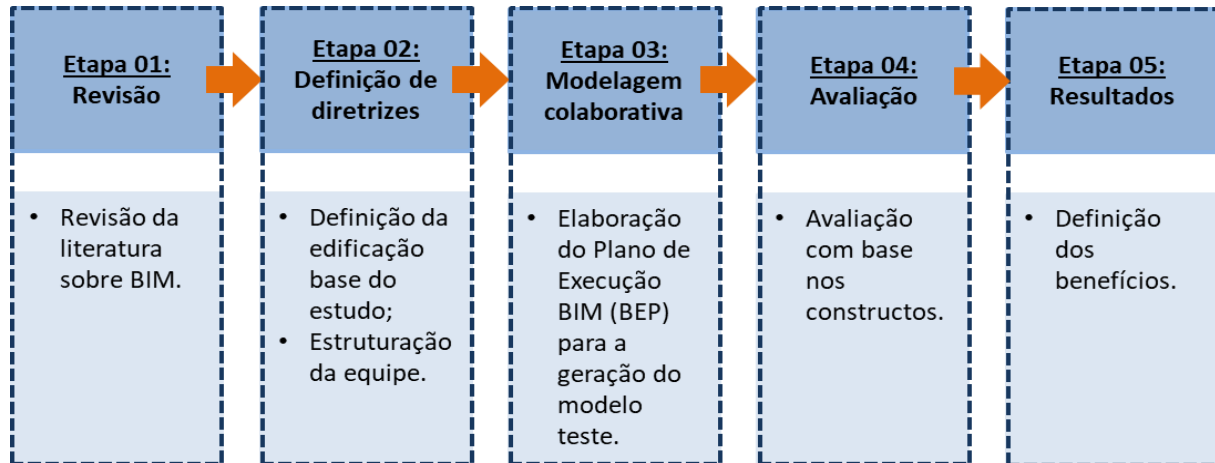 Etapa 01:
Revisão
Etapa 02:
Definição de
diretrizes
Etapa 03:
Modelagem
colaborativa
Etapa 04:
Avaliação
Etapa 05:
Resultados
• Revisão da
literatura
sobre BIM.
• Definição da
edificação
base do
estudo;
• Estruturação
da equipe.
• Elaboração
do Plano de
Execução
BIM (BEP)
para a
geração do
modelo
teste.
• Avaliação
com base
nos
constructos.
• Definição
dos
benefícios.